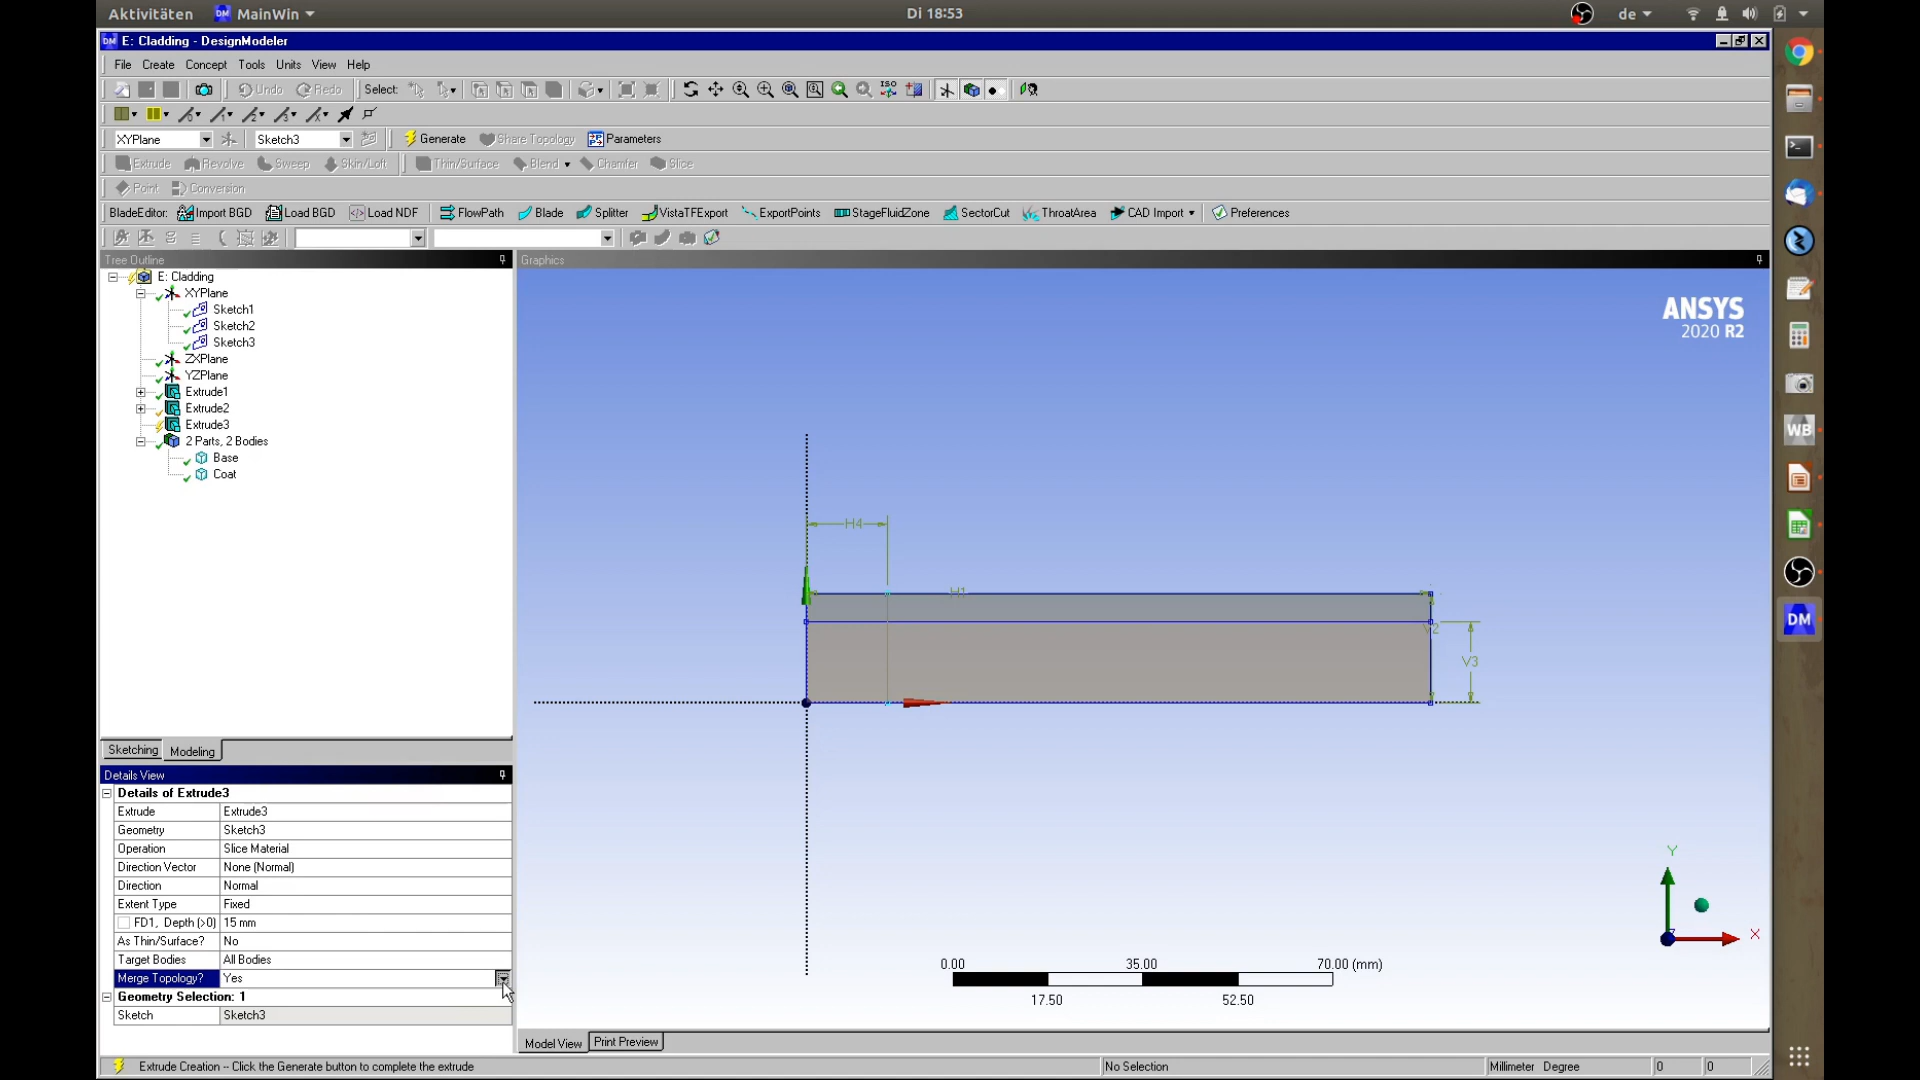 Aktivitäten MainWin Di 18:53 de
DM E: Cladding - DesignModeler
File Create Concept Tools Units View Help
Undo Redo Select: ISO
XYPlane Sketch3 Generate Share Topology Parameters
Extrude Revolve Sweep Skin/Loft Thin/Surface Blend Chamfer Slice
Point Conversion
BladeEditor: Import BGD Load BGD Load NDF FlowPath Blade Splitter VistaTFExport ExportPoints StageFluidZone SectorCut ThroatArea CAD Import Preferences
Tree Outline Graphics
E: Cladding
XYPlane
Sketch1
Sketch2
Sketch3
ZXPlane
YZPlane
Extrude1
Extrude2
Extrude3
2 Parts, 2 Bodies
Base
Coat
ANSYS
2020 R2
H4
H1
V2
V3
Y
X
0.00 35.00 70.00 (mm)
17.50 52.50
Sketching Modeling
Details View
Details of Extrude3
Extrude Extrude3
Geometry Sketch3
Operation Slice Material
Direction Vector None (Normal)
Direction Normal
Extent Type Fixed
FD1, Depth (>0) 15 mm
As Thin/Surface? No
Target Bodies All Bodies
Merge Topology? Yes
Geometry Selection: 1
Sketch Sketch3
Model View Print Preview
Extrude Creation -- Click the Generate button to complete the extrude No Selection Millimeter Degree 0 0
WB
DM